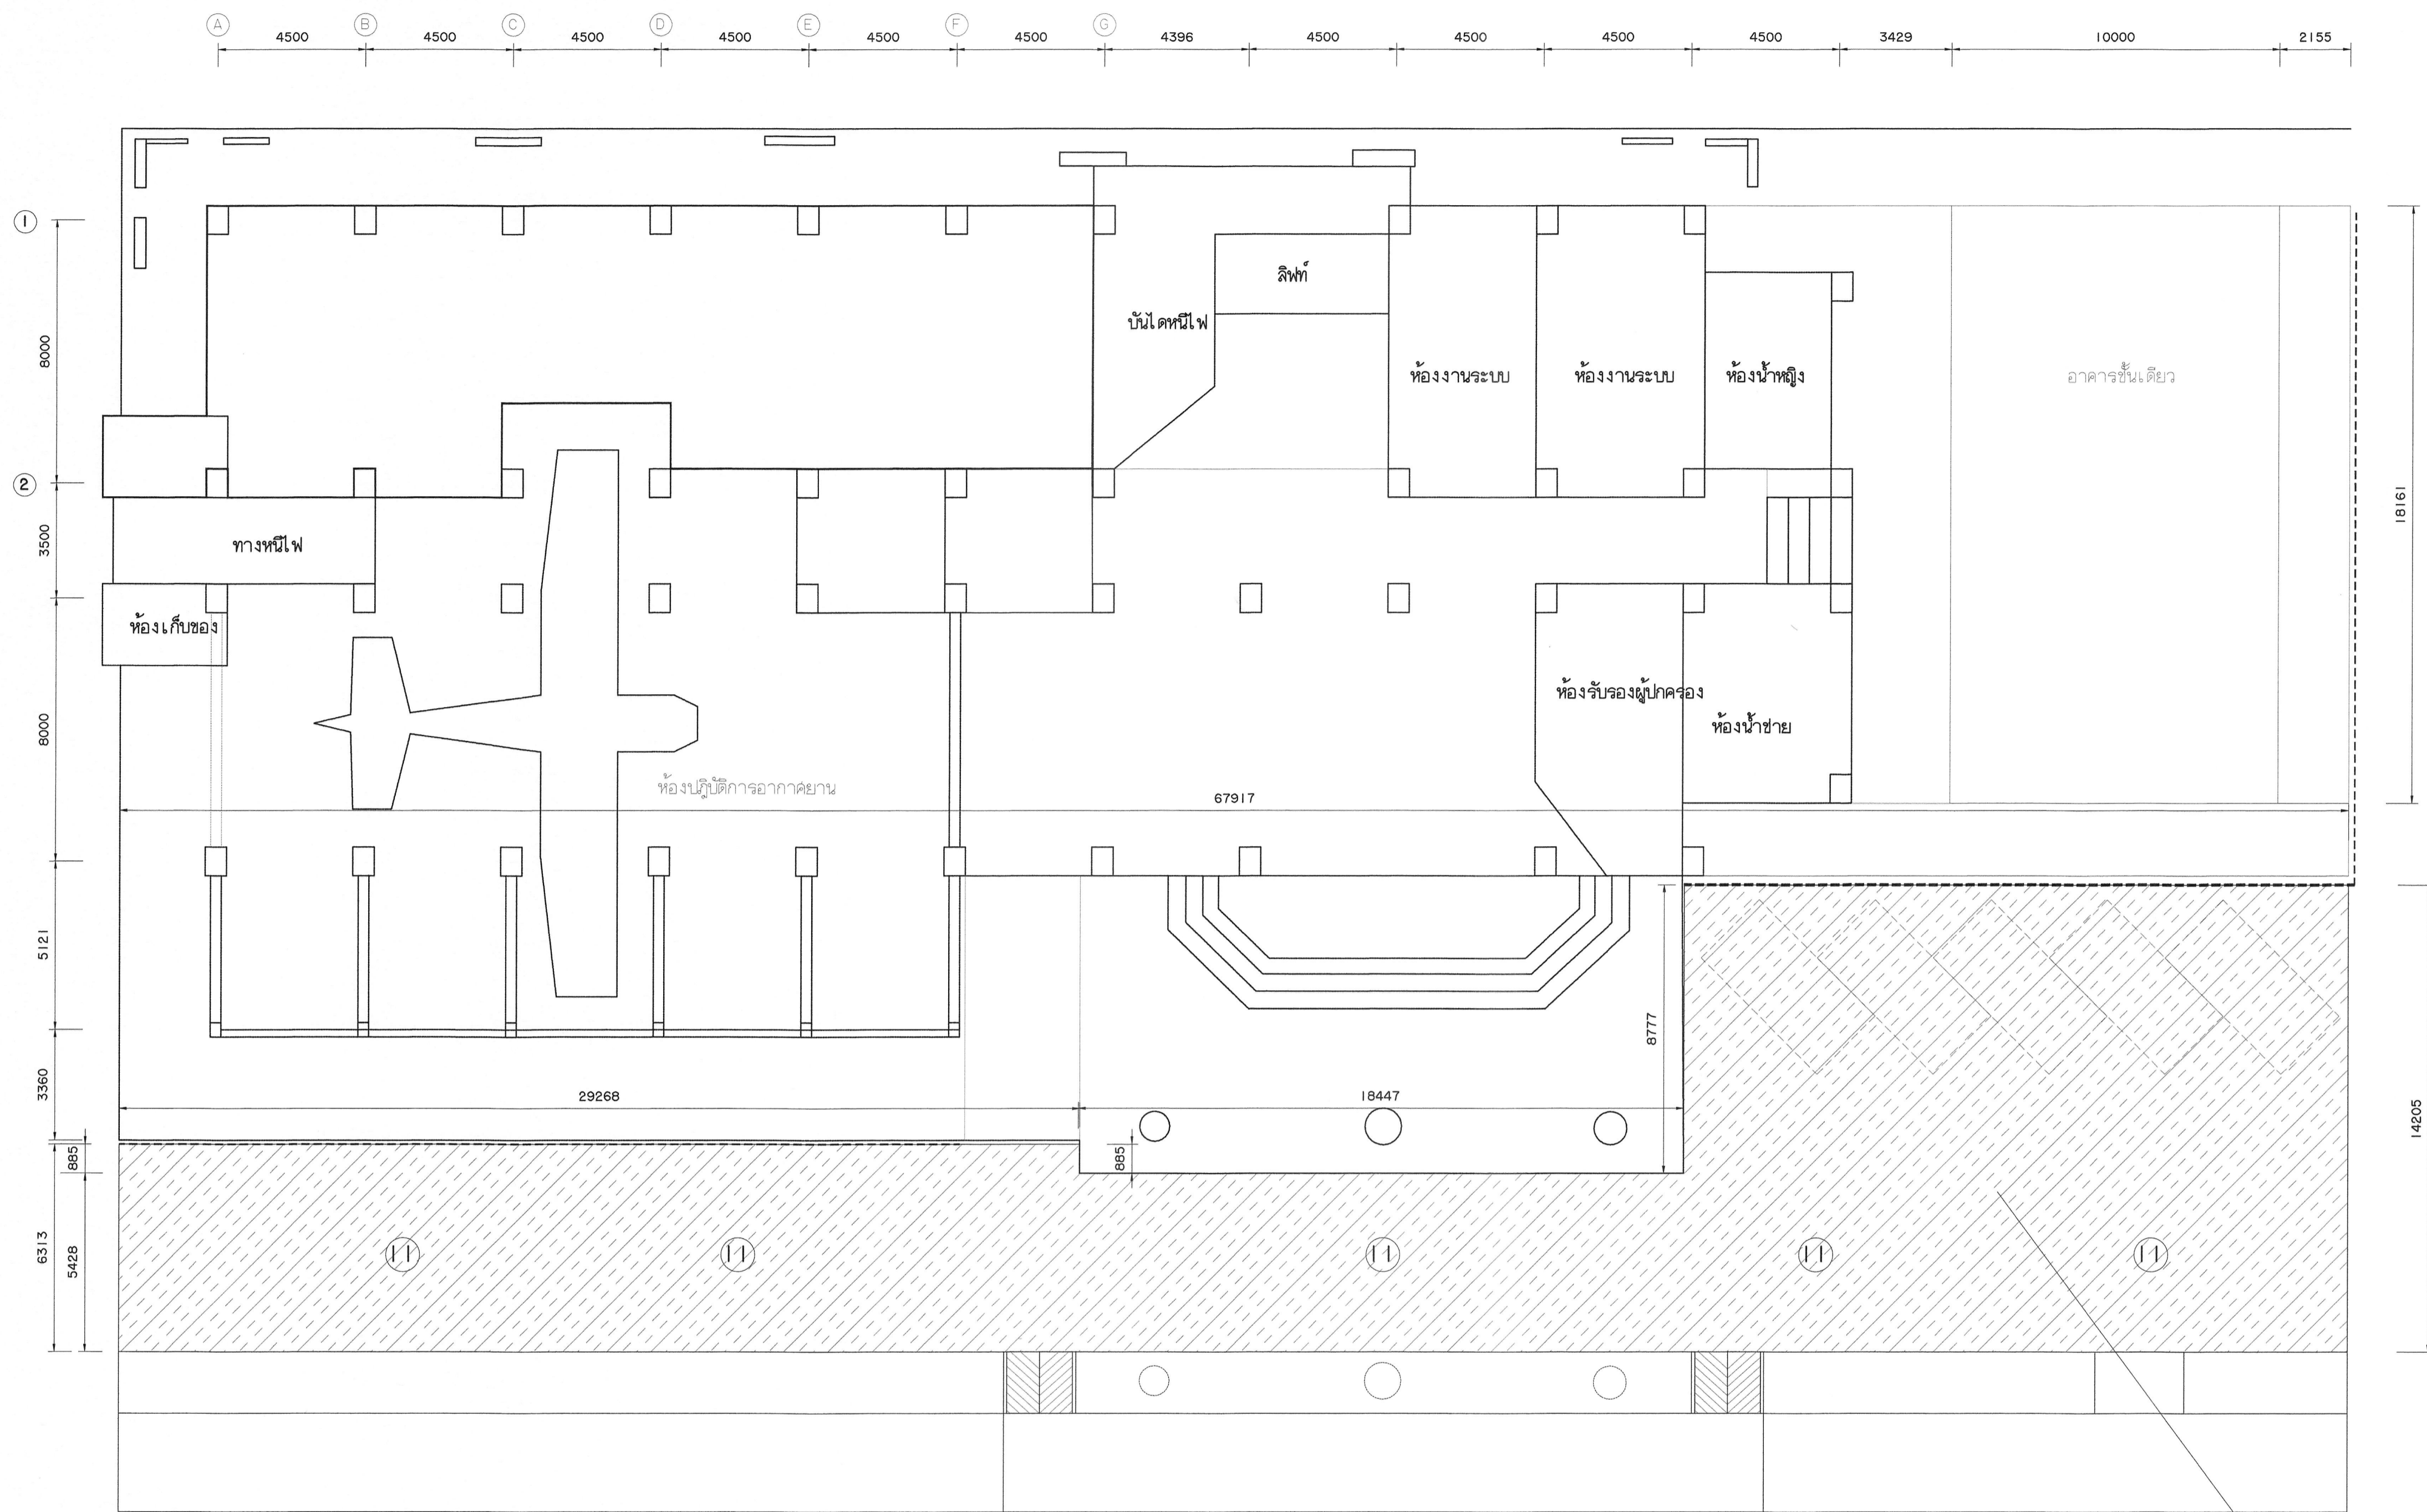 A B C D E F G
4500 4500 4500 4500 4500 4500 4396 4500 4500 4500 4500 3429 10000 2155
1
ลิฟท์
บันไดหนีไฟ
8000
ห้องงานระบบ ห้องงานระบบ ห้องน้ำหญิง อาคารชั้นเดียว
2
18161
3500
ทางหนีไฟ
ห้องเก็บของ
ห้องรับรองผู้ปกครอง
8000
ห้องน้ำช่าย
ห้องปฎิบัติการอากาศยาน
67917
5121
8777
3360
29268 18447
14205
885
885
6313
5428
11 11 11 11 11